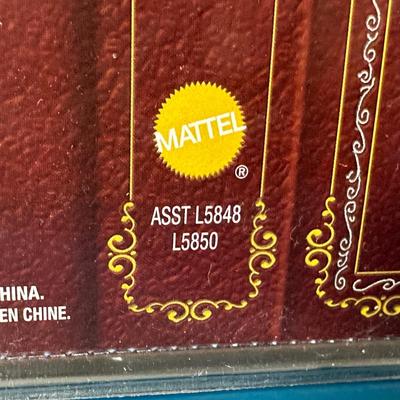 MATTEL
®
ASST L5848
L5850
HINA.
EN CHINE.